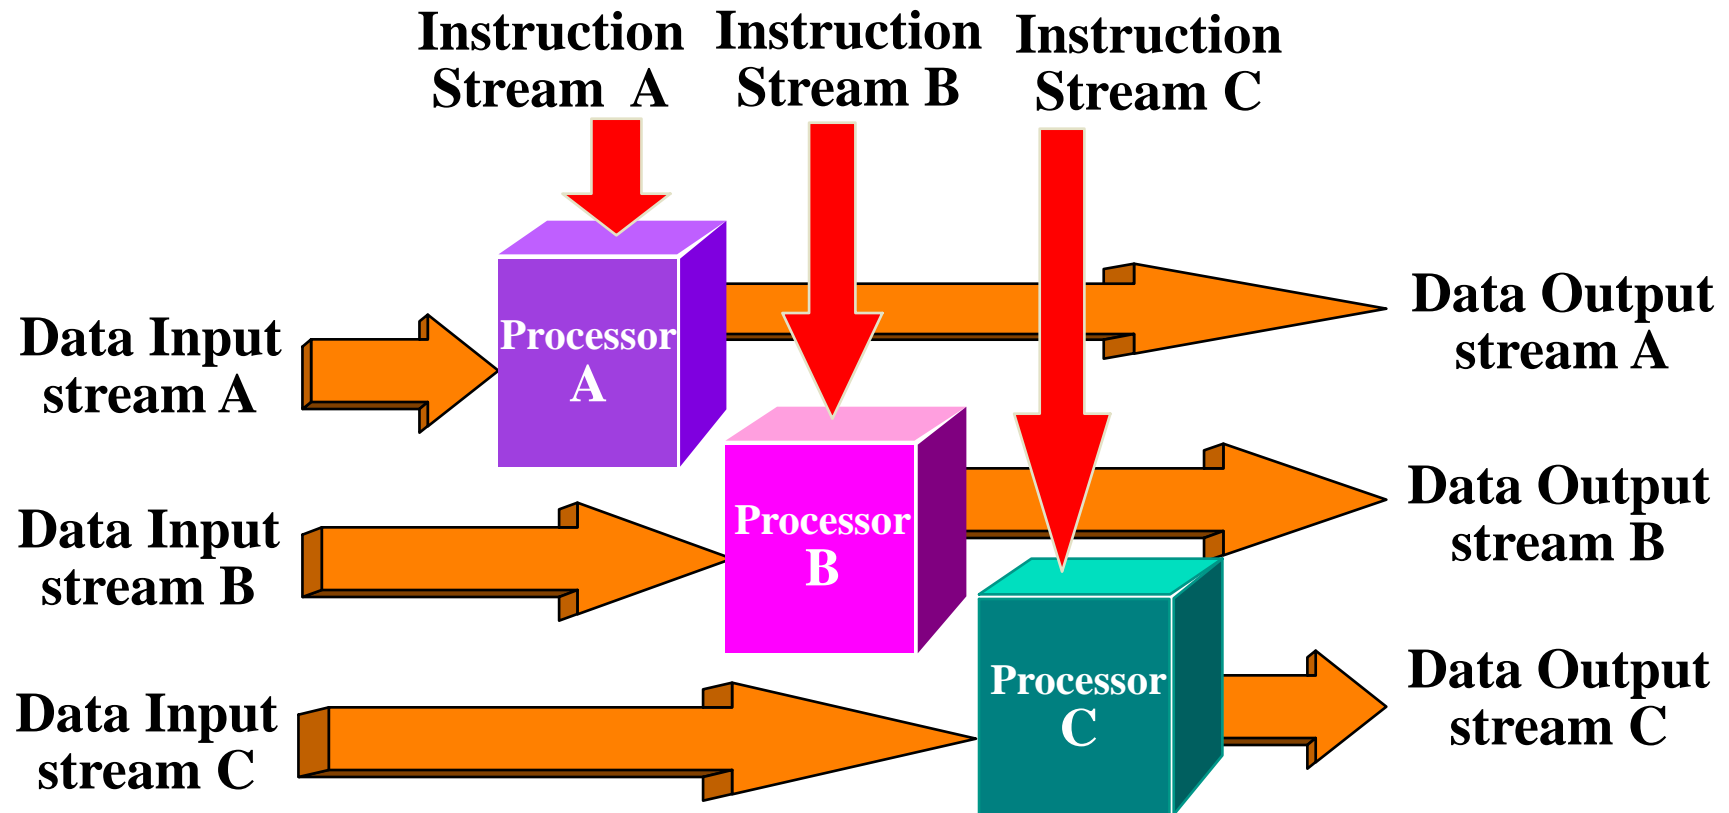 Instruction
Stream A
Instruction
Stream B
Instruction
Stream C
Data Input
stream A
Processor
A
Data Output
stream A
Data Input
stream B
Processor
B
Data Output
stream B
Data Input
stream C
Processor
C
Data Output
stream C